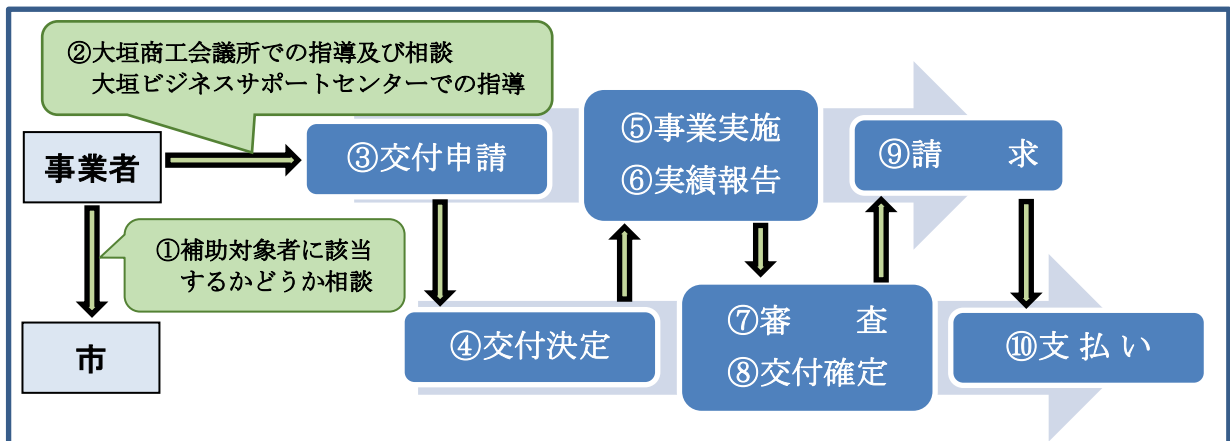 ②大垣商工会議所での指導及び相談
大垣ビジネスサポートセンターでの指導
事業者
③交付申請
⑤事業実施
⑥実績報告
⑨請　　求
①補助対象者に該当
するかどうか相談
市
④交付決定
⑦審　　査
⑧交付確定
⑩支 払 い